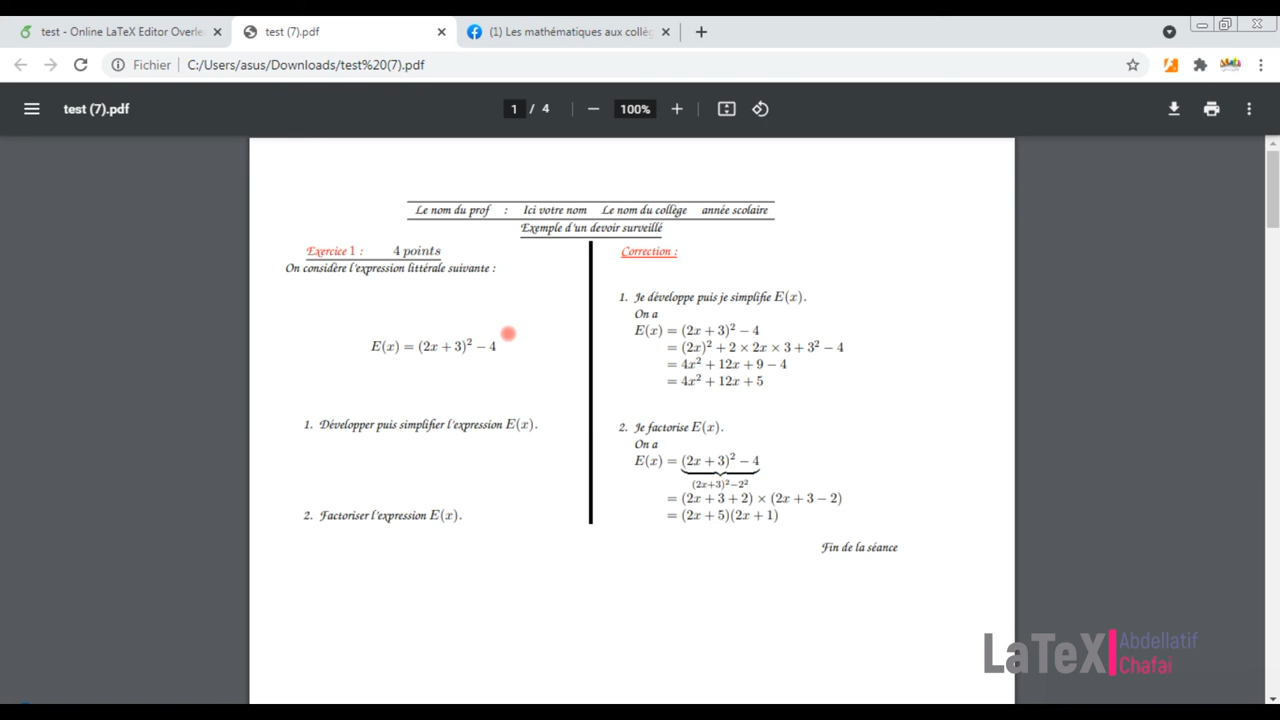 test - Online LaTeX Editor Overle
test (7).pdf
(1) Les mathématiques aux collèg
Fichier
C:/Users/asus/Downloads/test%20(7).pdf
test (7).pdf
1 / 4
100%
Le nom du prof : Ici votre nom Le nom du collège année scolaire
Exemple d'un devoir surveillé
Exercice 1 : 4 points
On considère l'expression littérale suivante :
E(x) = (2x + 3)² − 4
1. Développer puis simplifier l'expression E(x).
2. Factoriser l'expression E(x).
Correction :
1. Je développe puis je simplifie E(x).
On a
E(x) = (2x + 3)² − 4
= (2x)² + 2 × 2x × 3 + 3² − 4
= 4x² + 12x + 9 − 4
= 4x² + 12x + 5
2. Je factorise E(x).
On a
E(x) = (2x + 3)² − 4
(2x+3)²−2²
= (2x + 3 + 2) × (2x + 3 − 2)
= (2x + 5)(2x + 1)
Fin de la séance
LaTeX
Abdellatif
Chafai